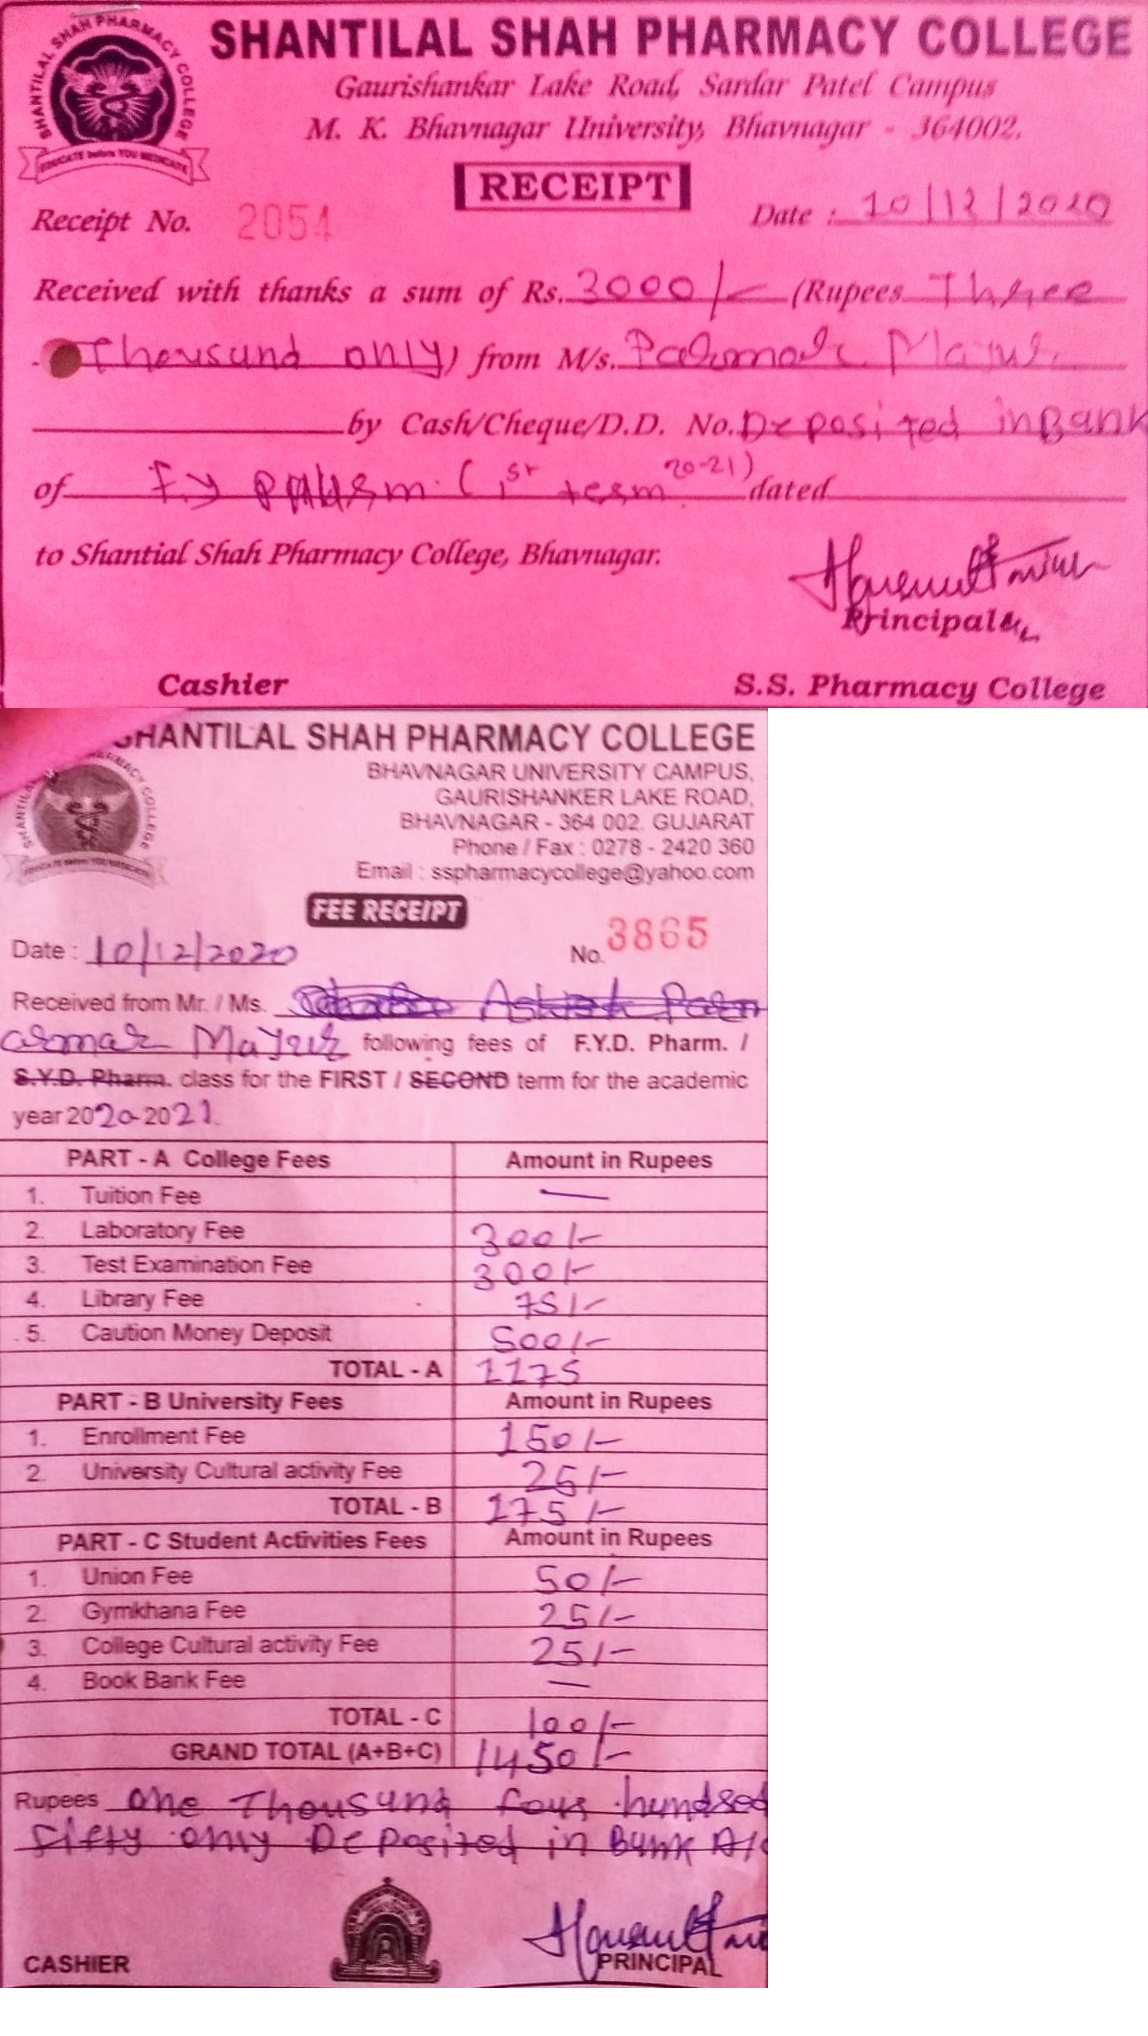 SHANTILAL SHAH PHARMACY COLLEGE
SHANTILAL SHAH PHARMACY COLLEGE
Gaurishankar Lake Road, Sardar Patel Campus
M. K. Bhavnagar University, Bhavnagar - 364002.
EDUCATE before YOU MEDICATE
RECEIPT
Receipt No. 2054 Date : 10/12/2020
Received with thanks a sum of Rs. 3000/- (Rupees Three
Thousand only) from M/s. Parmar Mayur
by Cash/Cheque/D.D. No. Deposited in Bank
of F.y pharm. (1st term 20-21) dated
to Shantial Shah Pharmacy College, Bhavnagar.
Principal
Cashier S.S. Pharmacy College
SHANTILAL SHAH PHARMACY COLLEGE
BHAVNAGAR UNIVERSITY CAMPUS,
GAURISHANKER LAKE ROAD,
BHAVNAGAR - 364 002. GUJARAT
Phone / Fax : 0278 - 2420 360
Email : sspharmacycollege@yahoo.com
FEE RECEIPT
Date : 10/12/2020 No. 3865
Received from Mr. / Ms. Ashish Parm
armar Mayur following fees of F.Y.D. Pharm. /
S.Y.D. Pharm. class for the FIRST / SECOND term for the academic
year 2020-2021.
PART - A College Fees Amount in Rupees
1. Tuition Fee —
2. Laboratory Fee 300/-
3. Test Examination Fee 300/-
4. Library Fee 75/-
5. Caution Money Deposit 500/-
TOTAL - A 1175
PART - B University Fees Amount in Rupees
1. Enrollment Fee 150/-
2. University Cultural activity Fee 25/-
TOTAL - B 175/-
PART - C Student Activities Fees Amount in Rupees
1. Union Fee 50/-
2. Gymkhana Fee 25/-
3. College Cultural activity Fee 25/-
4. Book Bank Fee —
TOTAL - C 100/-
GRAND TOTAL (A+B+C) 1450/-
Rupees One Thousand four hundred
fifty only Deposited in Bank A/c
CASHIER PRINCIPAL